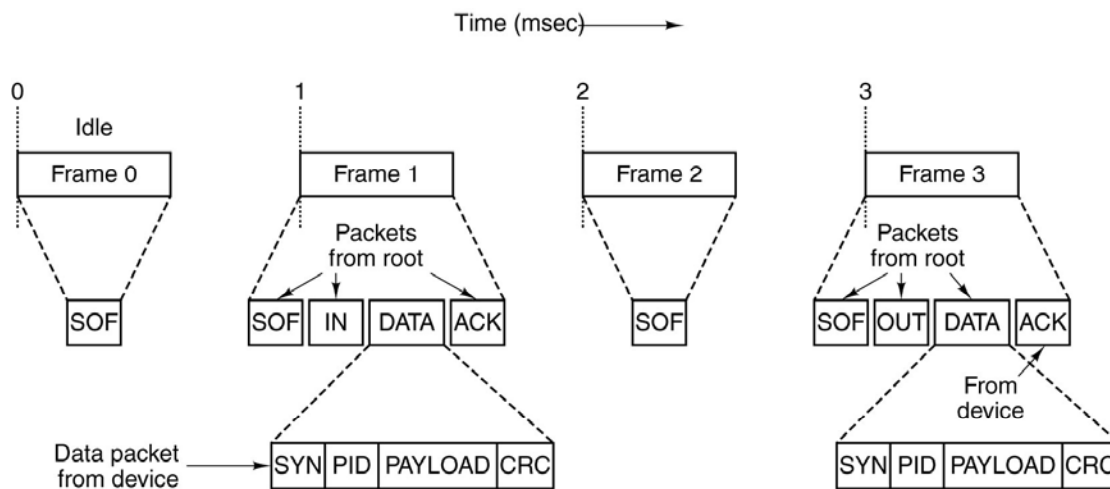 Time (msec)
0
1
2
3
Idle
Frame 0
Frame 1
Frame 2
Frame 3
Packets
from root
Packets
from root
SOF
SOF IN DATA ACK
SOF
SOF OUT DATA ACK
From
device
Data packet
from device
SYN PID PAYLOAD CRC
SYN PID PAYLOAD CRC